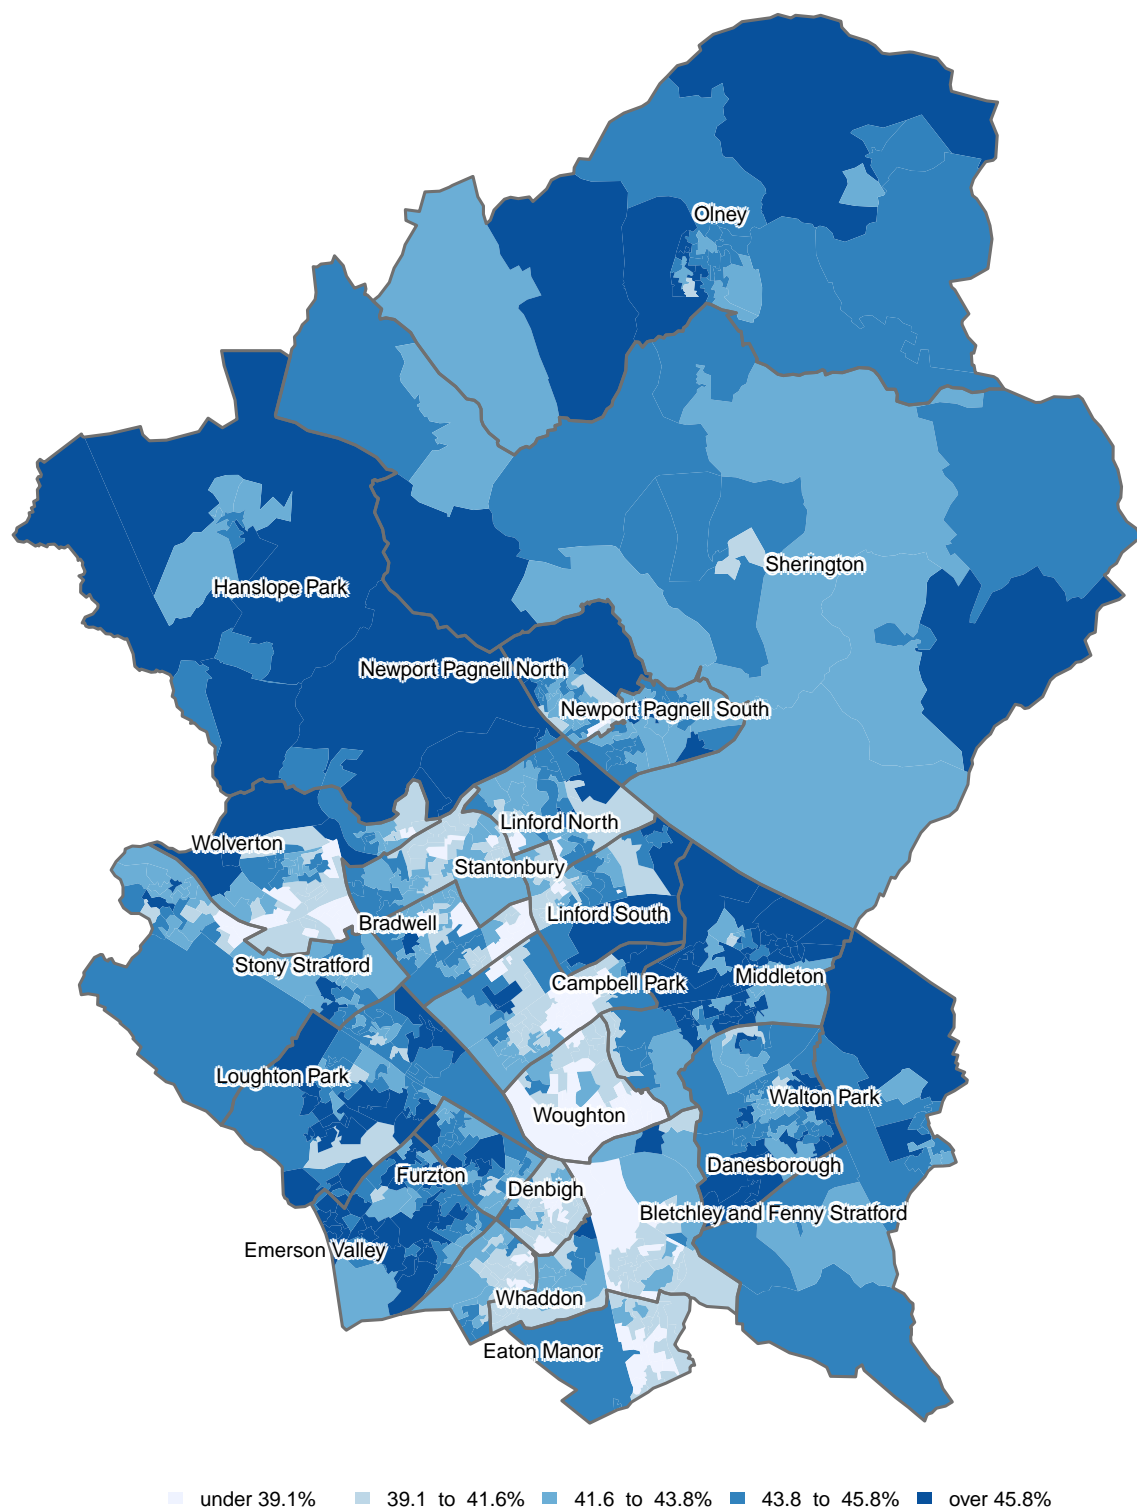 Olney
Sherington
Hanslope Park
Newport Pagnell North
Newport Pagnell South
Linford North
Wolverton
Stantonbury
Linford South
Bradwell
Stony Stratford
Middleton
Campbell Park
Loughton Park
Walton Park
Woughton
Danesborough
Furzton
Denbigh
Bletchley and Fenny Stratford
Emerson Valley
Whaddon
Eaton Manor
under 39.1% 39.1 to 41.6% 41.6 to 43.8% 43.8 to 45.8% over 45.8%